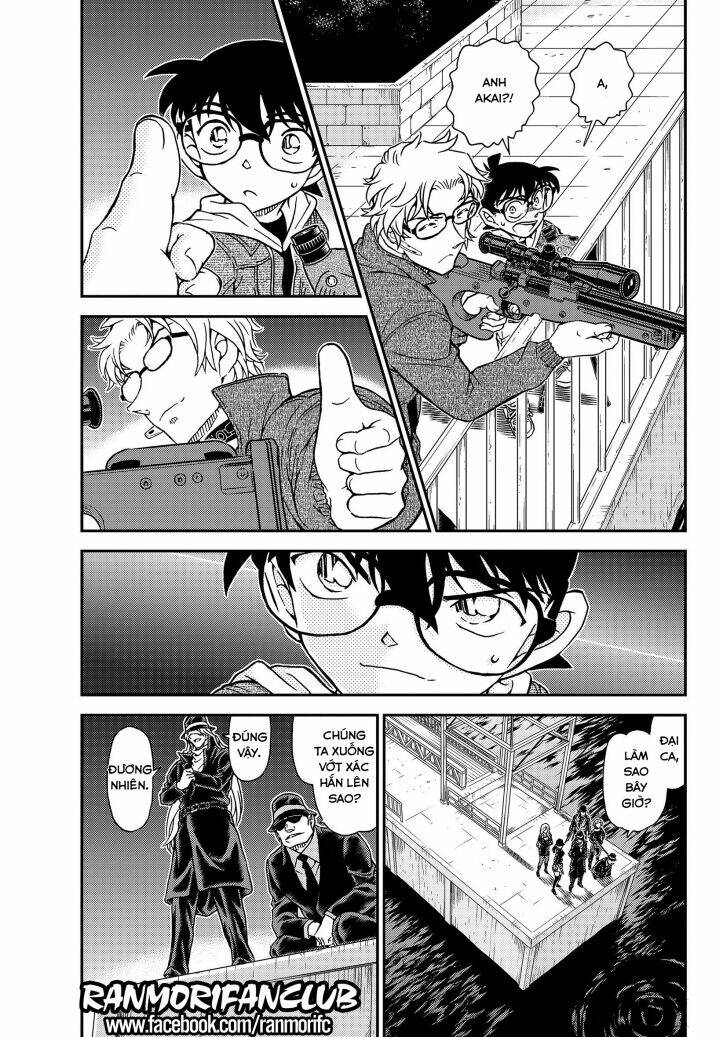 A,
ANH
AKAI?!
ĐẠI
CA,
LÀM
SAO
BÂY
GIỜ?
CHÚNG
TA XUỐNG
VỚT XÁC
HẮN LÊN
SAO?
ĐÚNG
VẬY.
ĐƯƠNG
NHIÊN.
RANMORIFANCLUB
www.facebook.com/ranmorifc